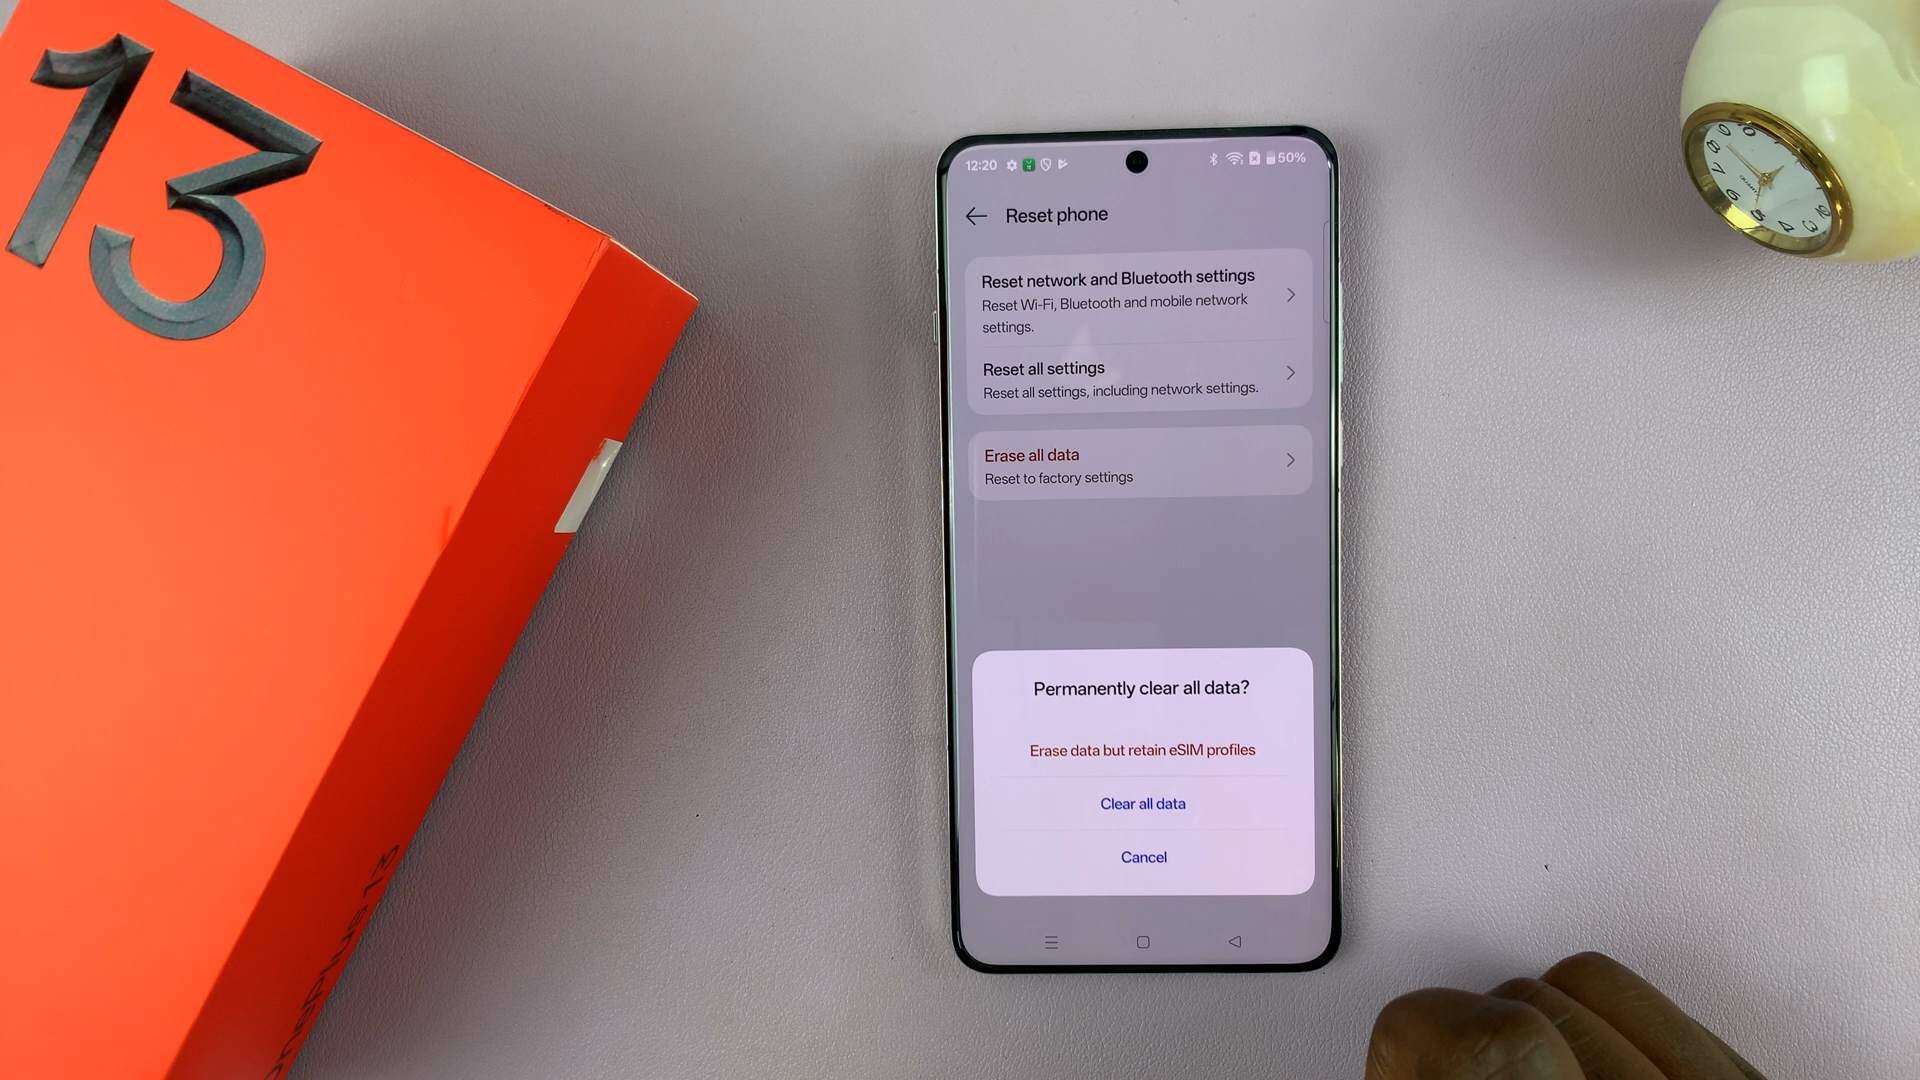 13
oneplus 13
12:20
50%
Reset phone
Reset network and Bluetooth settings
Reset Wi-Fi, Bluetooth and mobile network
settings.
Reset all settings
Reset all settings, including network settings.
Erase all data
Reset to factory settings
Permanently clear all data?
Erase data but retain eSIM profiles
Clear all data
Cancel